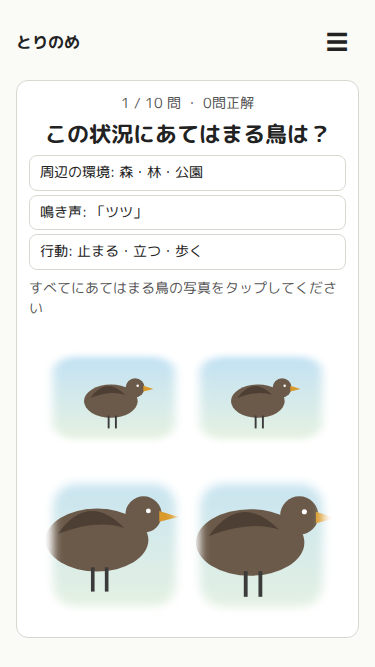 とりのめ
1 / 10 問 ・ 0問正解
この状況にあてはまる鳥は？
周辺の環境: 森・林・公園
鳴き声: 「ツツ」
行動: 止まる・立つ・歩く
すべてにあてはまる鳥の写真をタップしてくださ
い